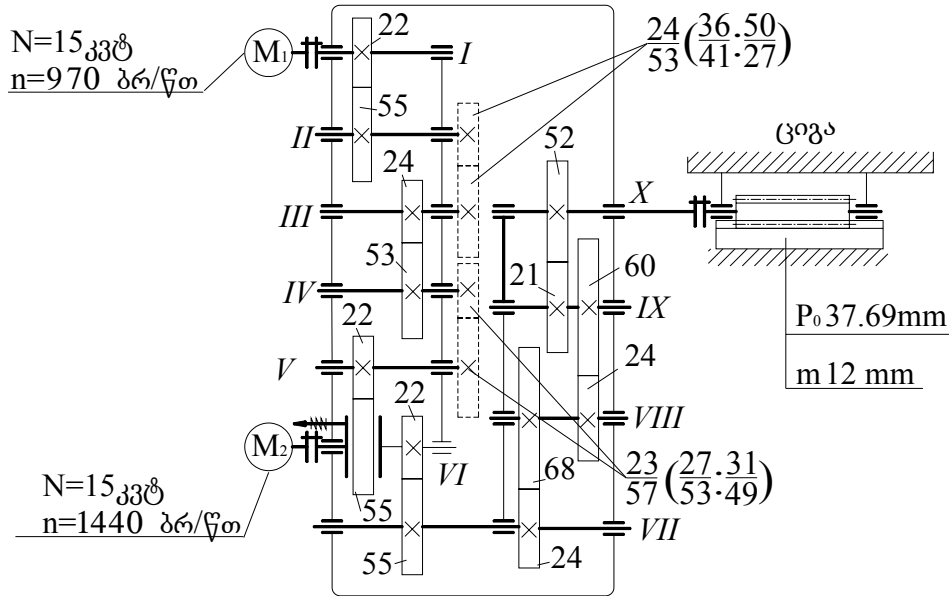 N=15კვტ
n=970 ბრ/წთ
M₁
22
I
24/53(36/41·50/27)
55
II
52
ციგა
24
III
X
53
21
60
IV
IX
22
P₀ 37.69mm
V
24
m 12 mm
22
VIII
M₂
VI
68
23/57(27/53·31/49)
N=15კვტ
n=1440 ბრ/წთ
55
VII
55
24